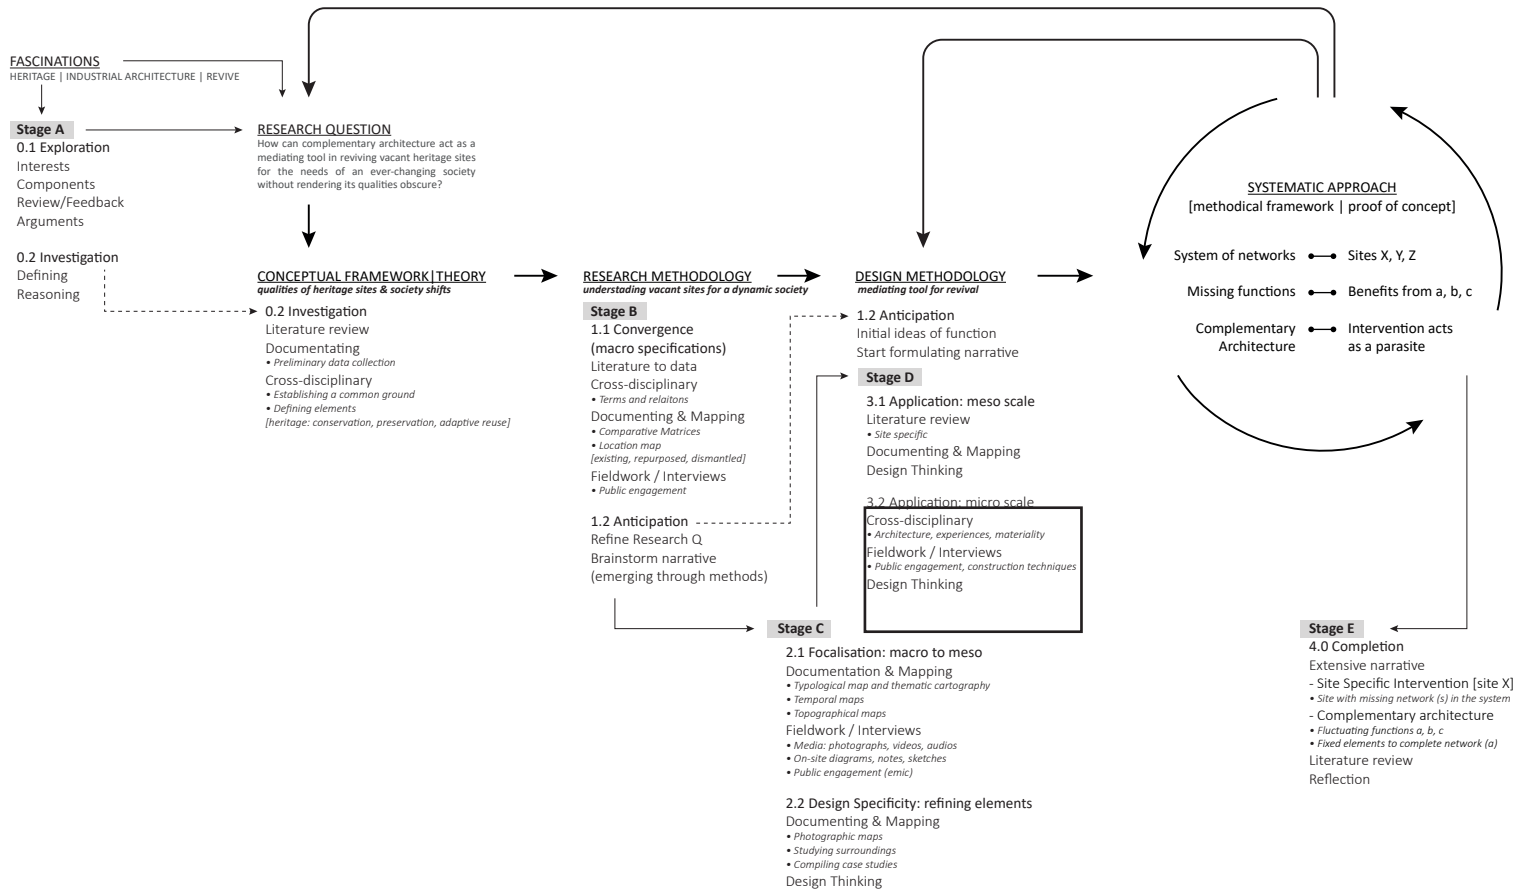 FASCINATIONS
HERITAGE | INDUSTRIAL ARCHITECTURE | REVIVE
Stage A
0.1 Exploration
Interests
Components
Review/Feedback
Arguments
0.2 Investigation
Defining
Reasoning
RESEARCH QUESTION
How can complementary architecture act as a
mediating tool in reviving vacant heritage sites
for the needs of an ever-changing society
without rendering its qualities obscure?
CONCEPTUAL FRAMEWORK|THEORY
qualities of heritage sites & society shifts
0.2 Investigation
Literature review
Documentating
• Preliminary data collection
Cross-disciplinary
• Establishing a common ground
• Defining elements
[heritage: conservation, preservation, adaptive reuse]
RESEARCH METHODOLOGY
understading vacant sites for a dynamic society
Stage B
1.1 Convergence
(macro specifications)
Literature to data
Cross-disciplinary
• Terms and relaitons
Documenting & Mapping
• Comparative Matrices
• Location map
[existing, repurposed, dismantled]
Fieldwork / Interviews
• Public engagement
1.2 Anticipation
Refine Research Q
Brainstorm narrative
(emerging through methods)
Stage C
2.1 Focalisation: macro to meso
Documentation & Mapping
• Typological map and thematic cartography
• Temporal maps
• Topographical maps
Fieldwork / Interviews
• Media: photographs, videos, audios
• On-site diagrams, notes, sketches
• Public engagement (emic)
2.2 Design Specificity: refining elements
Documenting & Mapping
• Photographic maps
• Studying surroundings
• Compiling case studies
Design Thinking
DESIGN METHODOLOGY
mediating tool for revival
1.2 Anticipation
Initial ideas of function
Start formulating narrative
Stage D
3.1 Application: meso scale
Literature review
• Site specific
Documenting & Mapping
Design Thinking
3.2 Application: micro scale
Cross-disciplinary
• Architecture, experiences, materiality
Fieldwork / Interviews
• Public engagement, construction techniques
Design Thinking
SYSTEMATIC APPROACH
[methodical framework | proof of concept]
System of networks Sites X, Y, Z
Missing functions Benefits from a, b, c
Complementary Intervention acts
Architecture as a parasite
Stage E
4.0 Completion
Extensive narrative
- Site Specific Intervention [site X]
• Site with missing network (s) in the system
- Complementary architecture
• Fluctuating functions a, b, c
• Fixed elements to complete network (a)
Literature review
Reflection